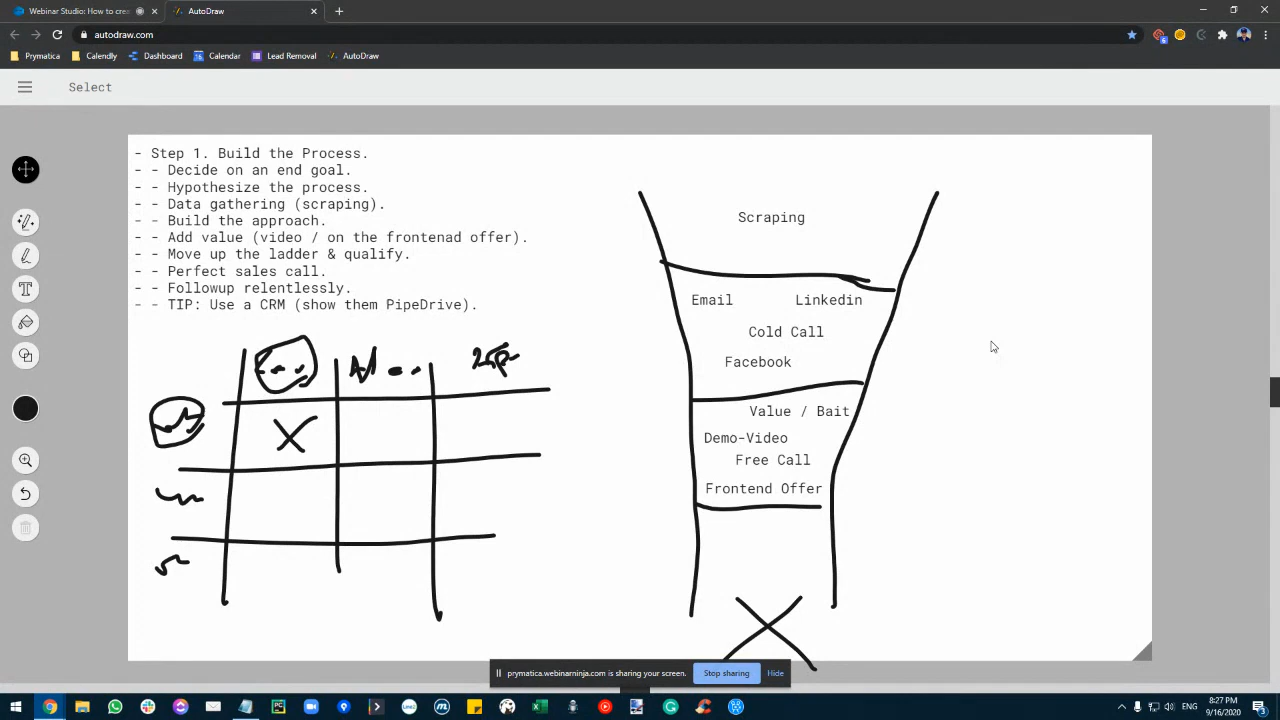 Webinar Studio: How to cre
AutoDraw
autodraw.com
Prymatica
Calendly
Dashboard
Calendar
Lead Removal
AutoDraw
Select
- Step 1. Build the Process.
- - Decide on an end goal.
- - Hypothesize the process.
- - Data gathering (scraping).
- - Build the approach.
- - Add value (video / on the frontenad offer).
- - Move up the ladder & qualify.
- - Perfect sales call.
- - Followup relentlessly.
- - TIP: Use a CRM (show them PipeDrive).
Scraping
Email Linkedin
Cold Call
Facebook
Value / Bait
Demo-Video
Free Call
Frontend Offer
X
X
prymatica.webinarninja.com is sharing your screen.
Stop sharing
Hide
8:27 PM
9/16/2020